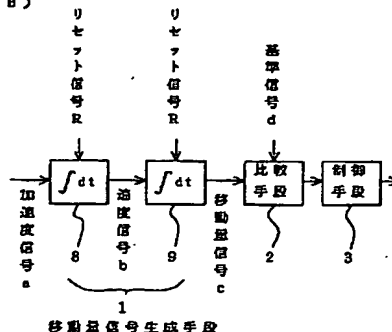 リセット信号R
リセット信号R
基準信号d
∫dt
∫dt
比較
手段
制御
手段
加速度信号a
速度信号b
移動量信号c
8
9
2
3
1
移動量信号生成手段